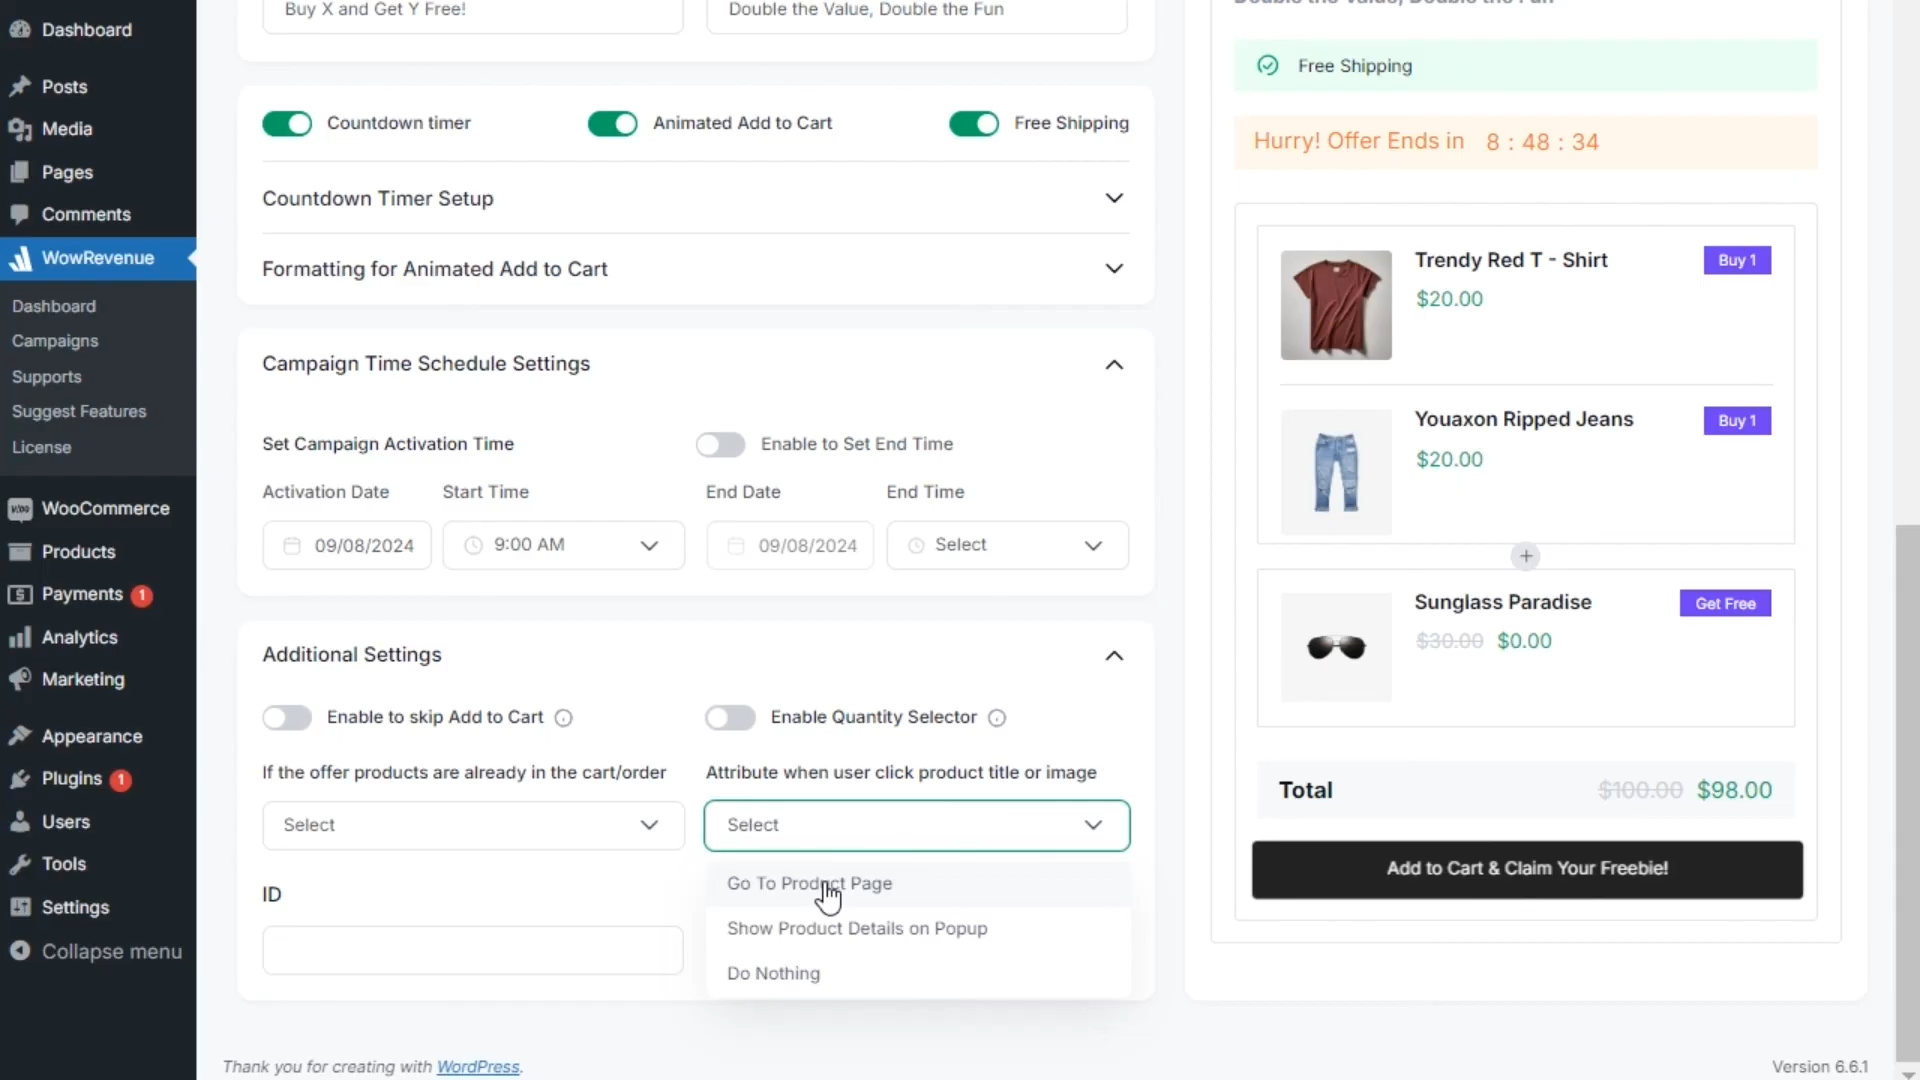 Dashboard
Posts
Media
Pages
Comments
WowRevenue
Dashboard
Campaigns
Supports
Suggest Features
License
WooCommerce
Products
Payments 1
Analytics
Marketing
Appearance
Plugins 1
Users
Tools
Settings
Collapse menu
Buy X and Get Y Free!
Double the Value, Double the Fun
Countdown timer
Animated Add to Cart
Free Shipping
Countdown Timer Setup
Formatting for Animated Add to Cart
Campaign Time Schedule Settings
Set Campaign Activation Time
Enable to Set End Time
Activation Date
Start Time
End Date
End Time
09/08/2024
9:00 AM
09/08/2024
Select
Additional Settings
Enable to skip Add to Cart
Enable Quantity Selector
If the offer products are already in the cart/order
Attribute when user click product title or image
Select
Select
Go To Product Page
Show Product Details on Popup
Do Nothing
ID
Double the Value, Double the Fun
Free Shipping
Hurry! Offer Ends in 8 : 48 : 34
Trendy Red T - Shirt
Buy 1
$20.00
Youaxon Ripped Jeans
Buy 1
$20.00
+
Sunglass Paradise
Get Free
$30.00 $0.00
Total $100.00 $98.00
Add to Cart & Claim Your Freebie!
Thank you for creating with WordPress.
Version 6.6.1